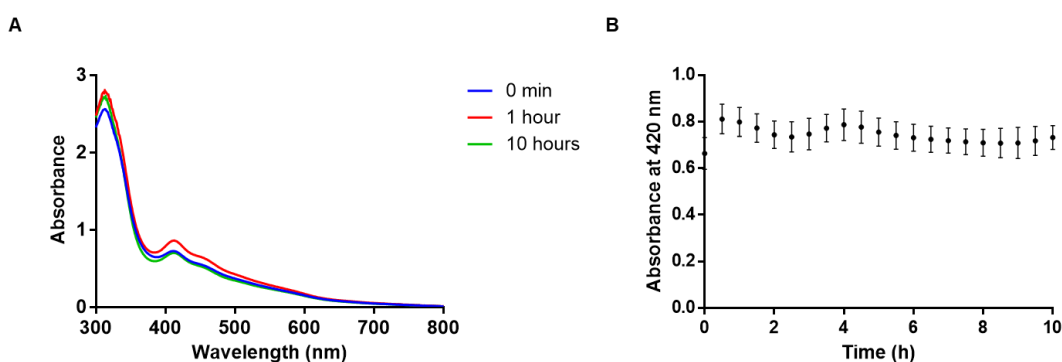 A
Absorbance
3
2
1
0
300 400 500 600 700 800
Wavelength (nm)
0 min
1 hour
10 hours
B
Absorbance at 420 nm
1.0
0.8
0.6
0.4
0.2
0.0
0 2 4 6 8 10
Time (h)